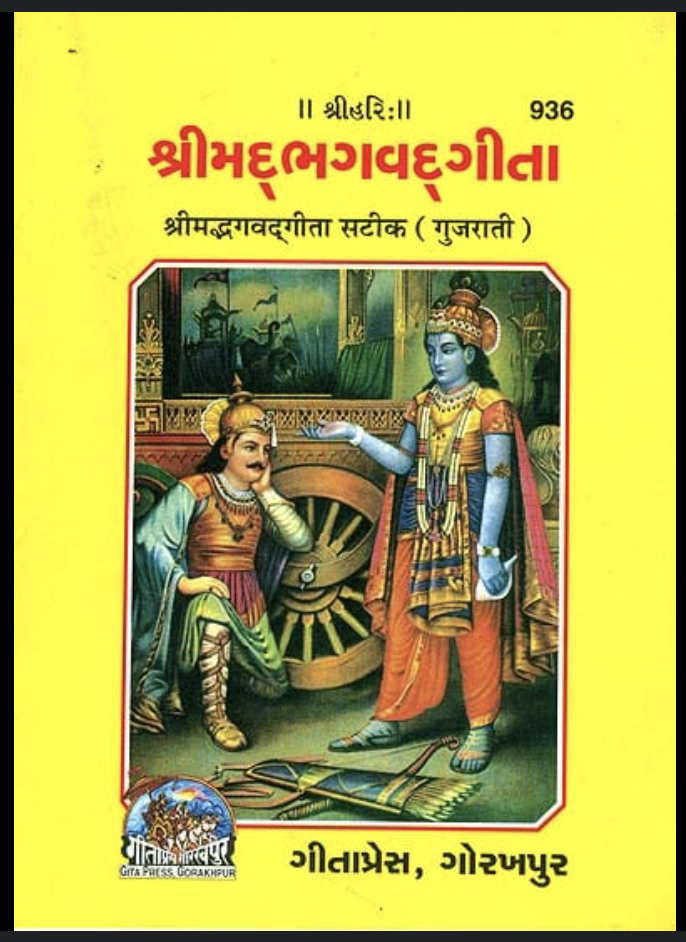 ॥ શ્રીહરિ:॥ 936
શ્રીમદ્ભગવદ્ગીતા
श्रीमद्भगवद्‌गीता सटीक ( गुजराती )
गीताप्रेस गोरखपुर
GITA PRESS, GORAKHPUR
ગીતાપ્રેસ, ગોરખપુર